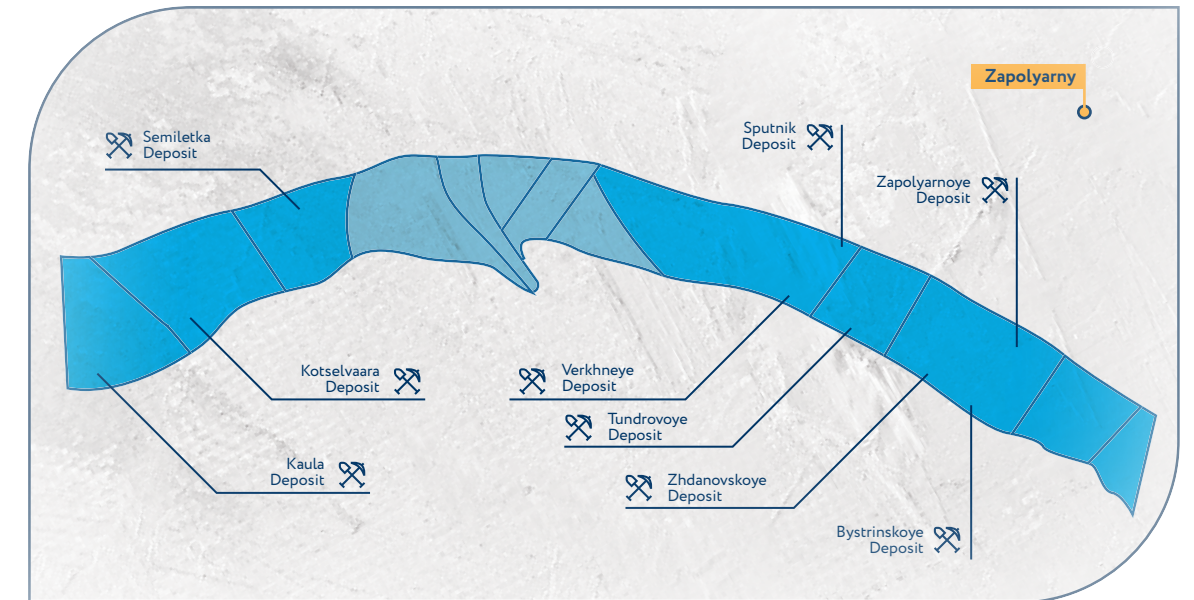 Zapolyarny
Semiletka
Deposit
Sputnik
Deposit
Zapolyarnoye
Deposit
Kotselvaara
Deposit
Verkhneye
Deposit
Tundrovoye
Deposit
Kaula
Deposit
Zhdanovskoye
Deposit
Bystrinskoye
Deposit